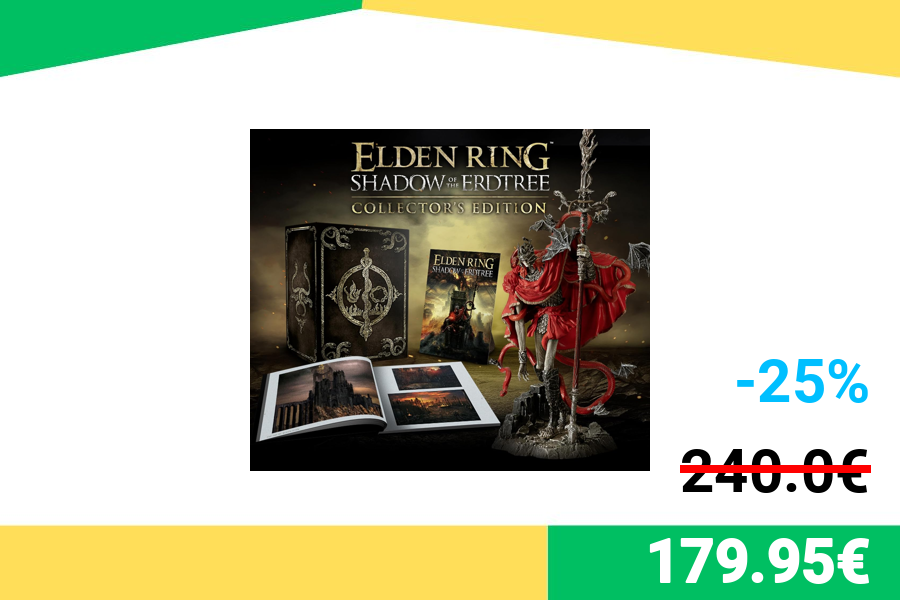 ELDEN RING
SHADOW OF THE ERDTREE
COLLECTOR'S EDITION
ELDEN RING
SHADOW OF THE ERDTREE
-25%
240.0€
179.95€